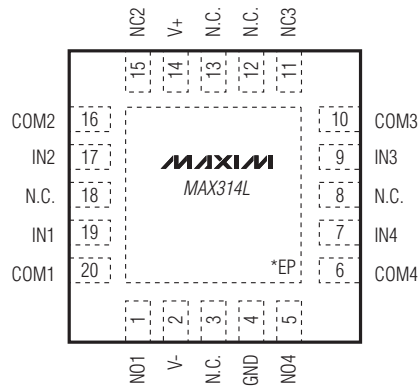 NC2 V+ N.C. N.C. NC3
15 14 13 12 11
COM2 16 10 COM3
IN2 17 MAXIM 9 IN3
MAX314L
N.C. 18 8 N.C.
IN1 19 7 IN4
*EP
COM1 20 6 COM4
1 2 3 4 5
NO1 V- N.C. GND NO4